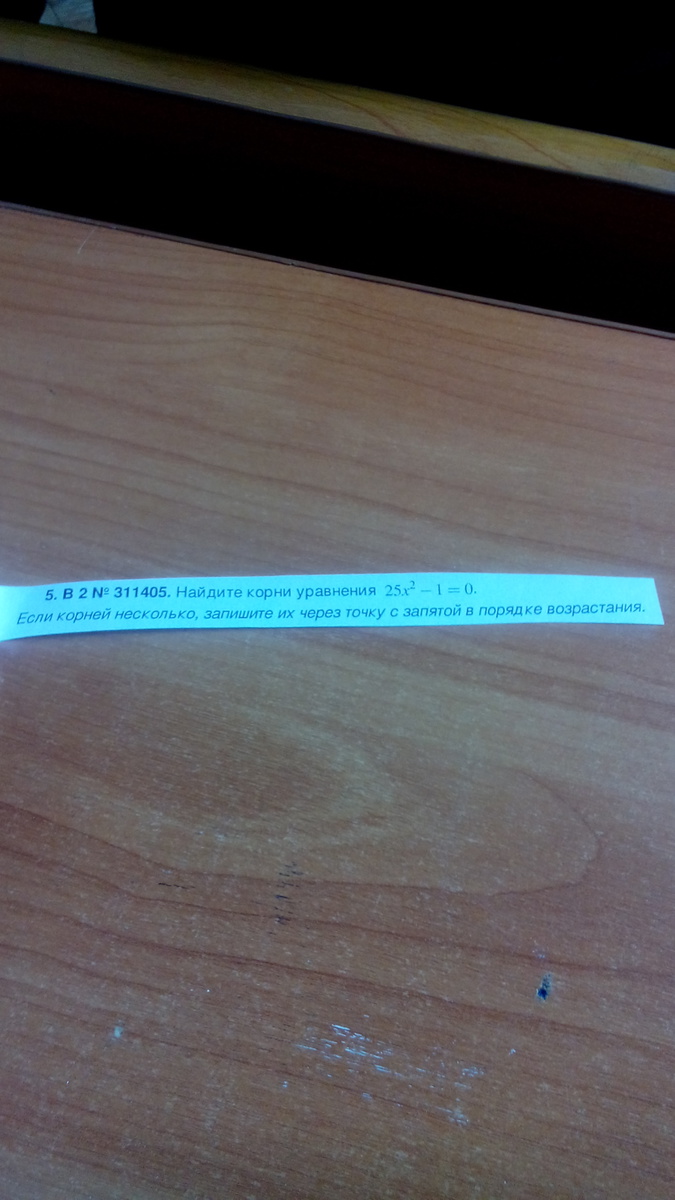 5. В 2 № 311405. Найдите корни уравнения 25x² − 1 = 0.
Если корней несколько, запишите их через точку с запятой в порядке возрастания.